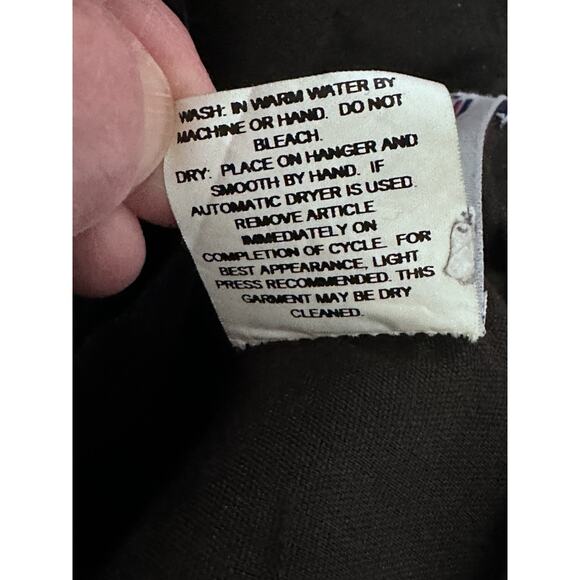 WASH: IN WARM WATER BY
MACHINE OR HAND. DO NOT
BLEACH.
DRY: PLACE ON HANGER AND
SMOOTH BY HAND. IF
AUTOMATIC DRYER IS USED.
REMOVE ARTICLE
IMMEDIATELY ON
COMPLETION OF CYCLE. FOR
BEST APPEARANCE, LIGHT
PRESS RECOMMENDED. THIS
GARMENT MAY BE DRY
CLEANED.